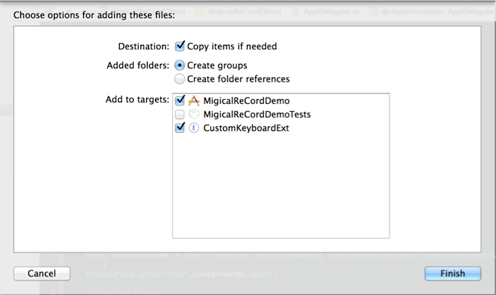 Choose options for adding these files:
Destination: Copy items if needed
Added folders: Create groups
Create folder references
Add to targets: MigicalReCordDemo
MigicalReCordDemoTests
E CustomKeyboardExt
Cancel Finish